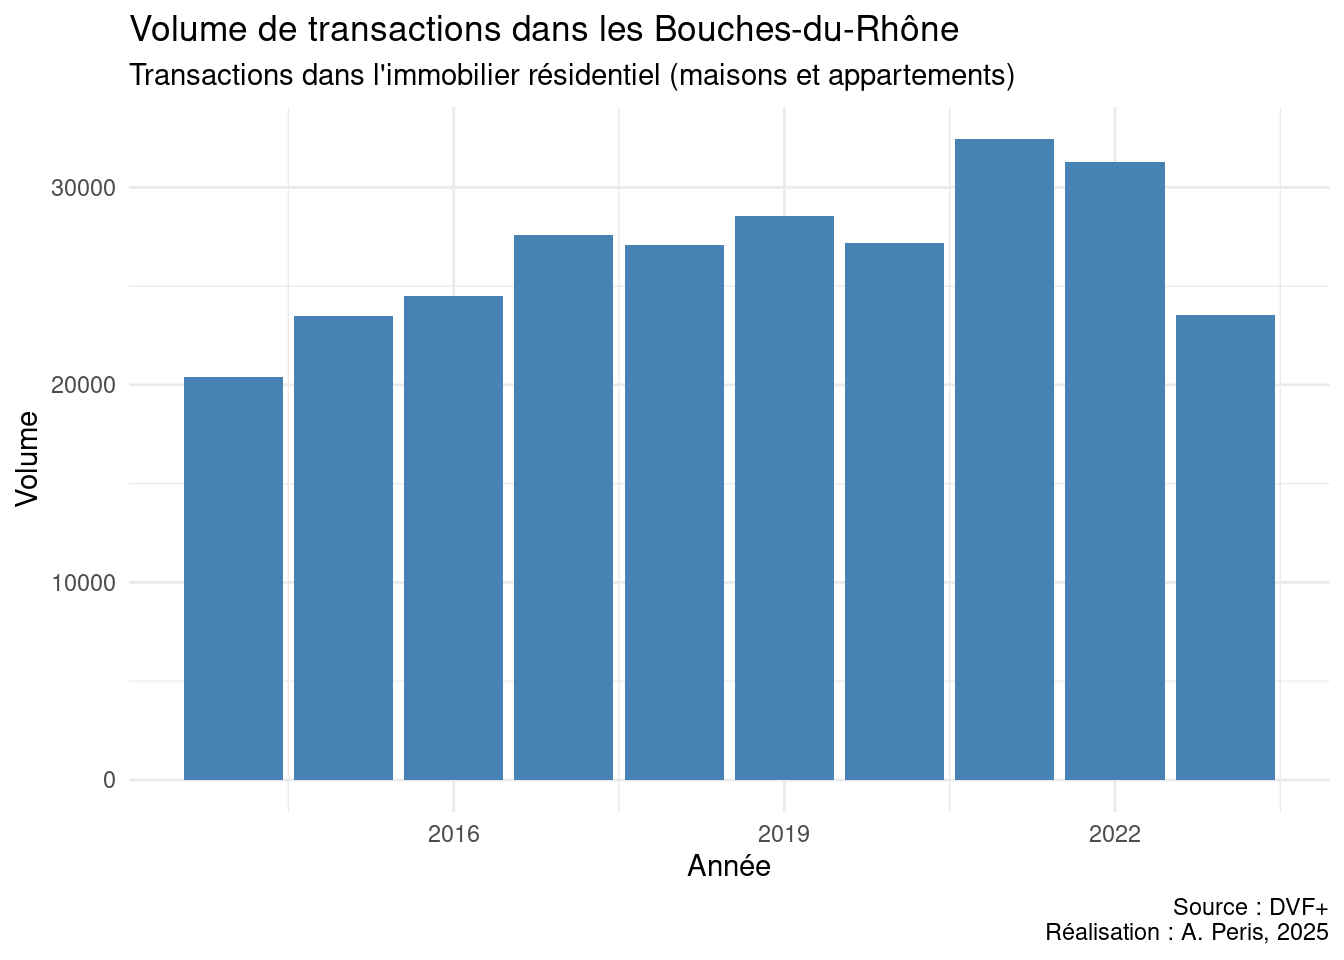 Volume de transactions dans les Bouches-du-Rhône
Transactions dans l'immobilier résidentiel (maisons et appartements)
Volume
30000
20000
10000
0
2016
2019
2022
Année
Source : DVF+
Réalisation : A. Peris, 2025